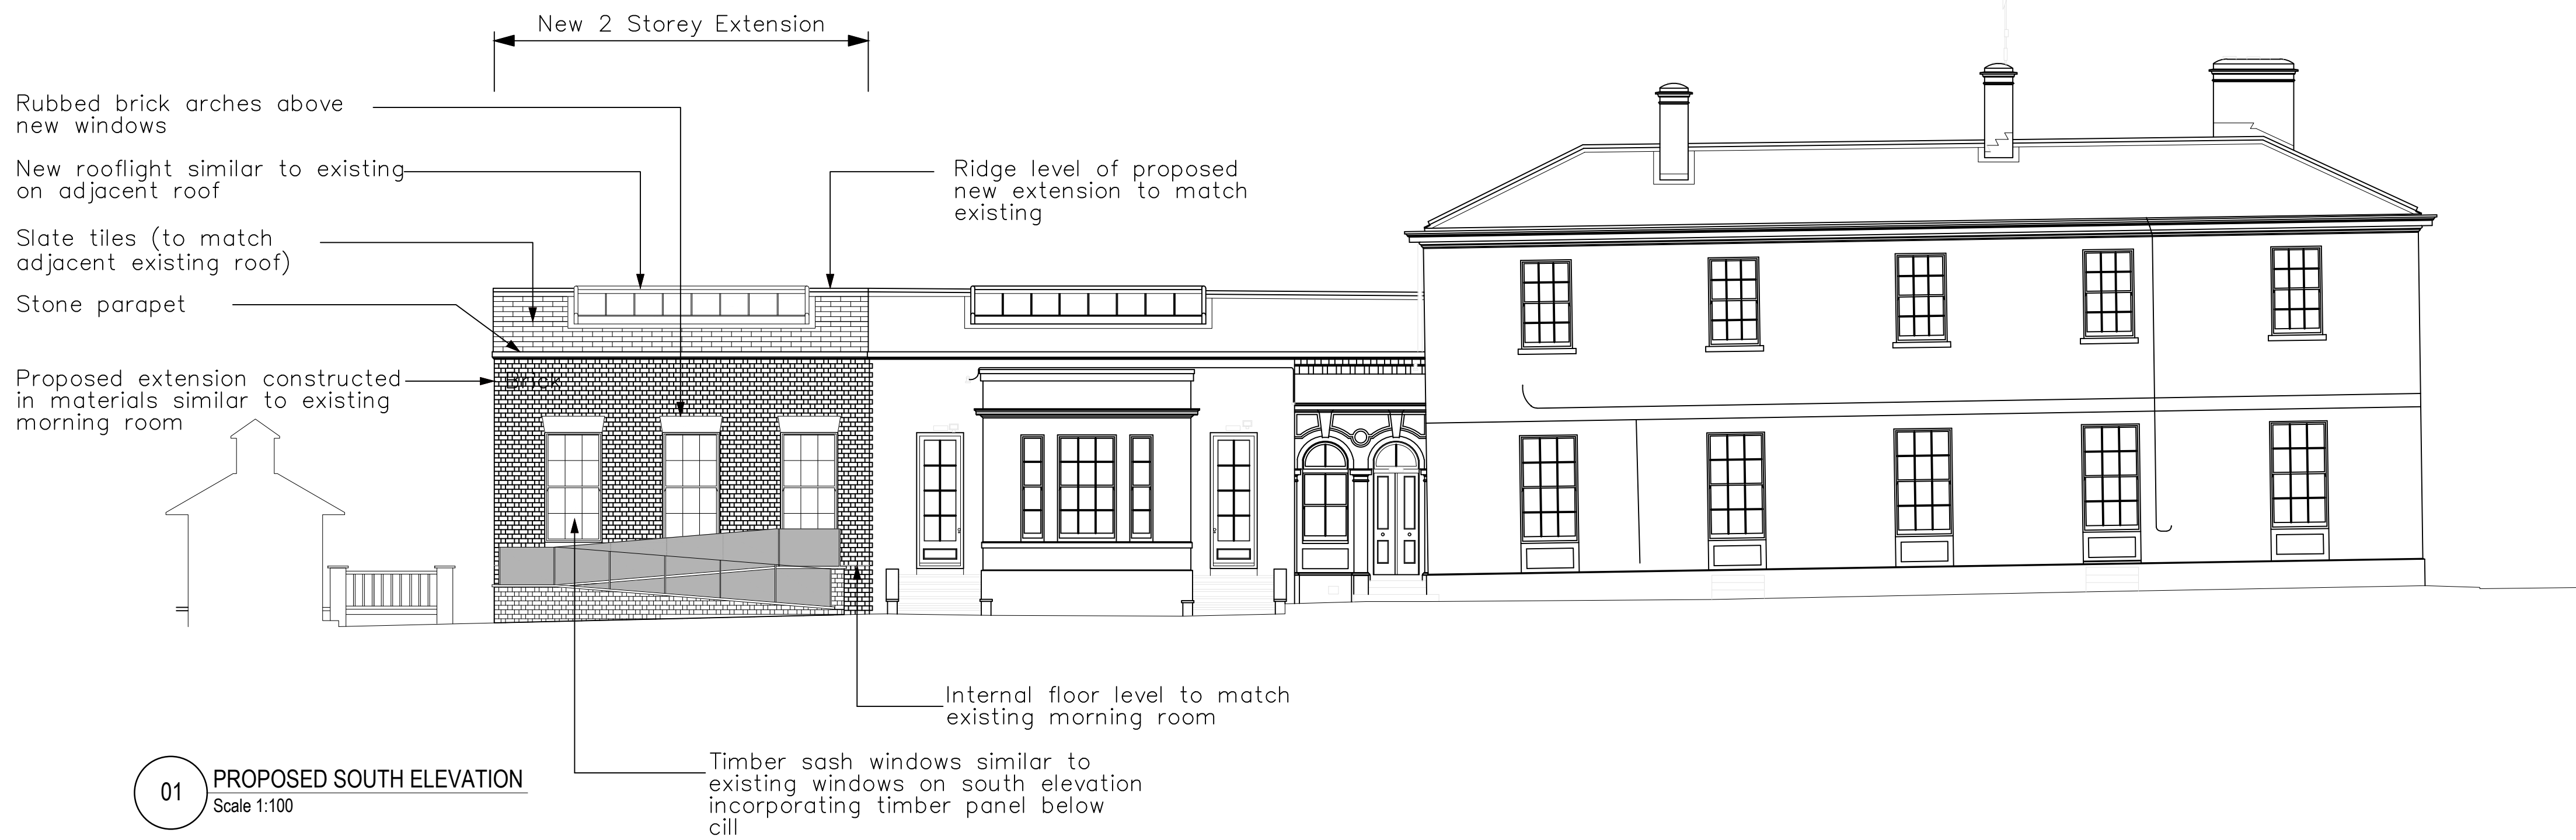 New 2 Storey Extension
Rubbed brick arches above
new windows
New rooflight similar to existing
on adjacent roof
Ridge level of proposed
new extension to match
existing
Slate tiles (to match
adjacent existing roof)
Stone parapet
Proposed extension constructed
in materials similar to existing
morning room
Brick
Internal floor level to match
existing morning room
Timber sash windows similar to
existing windows on south elevation
incorporating timber panel below
cill
01
PROPOSED SOUTH ELEVATION
Scale 1:100